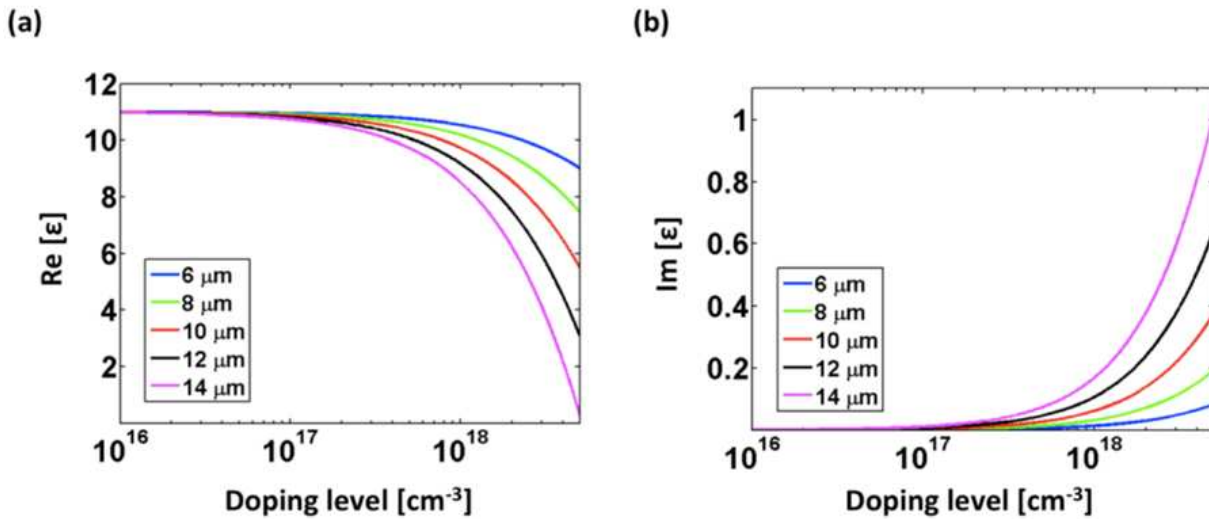 (a)
(b)
12
10
8
6
4
2
Re [ε]
6 μm
8 μm
10 μm
12 μm
14 μm
10^16
10^17
10^18
Doping level [cm^-3]
1
0.8
0.6
0.4
0.2
Im [ε]
6 μm
8 μm
10 μm
12 μm
14 μm
10^16
10^17
10^18
Doping level [cm^-3]